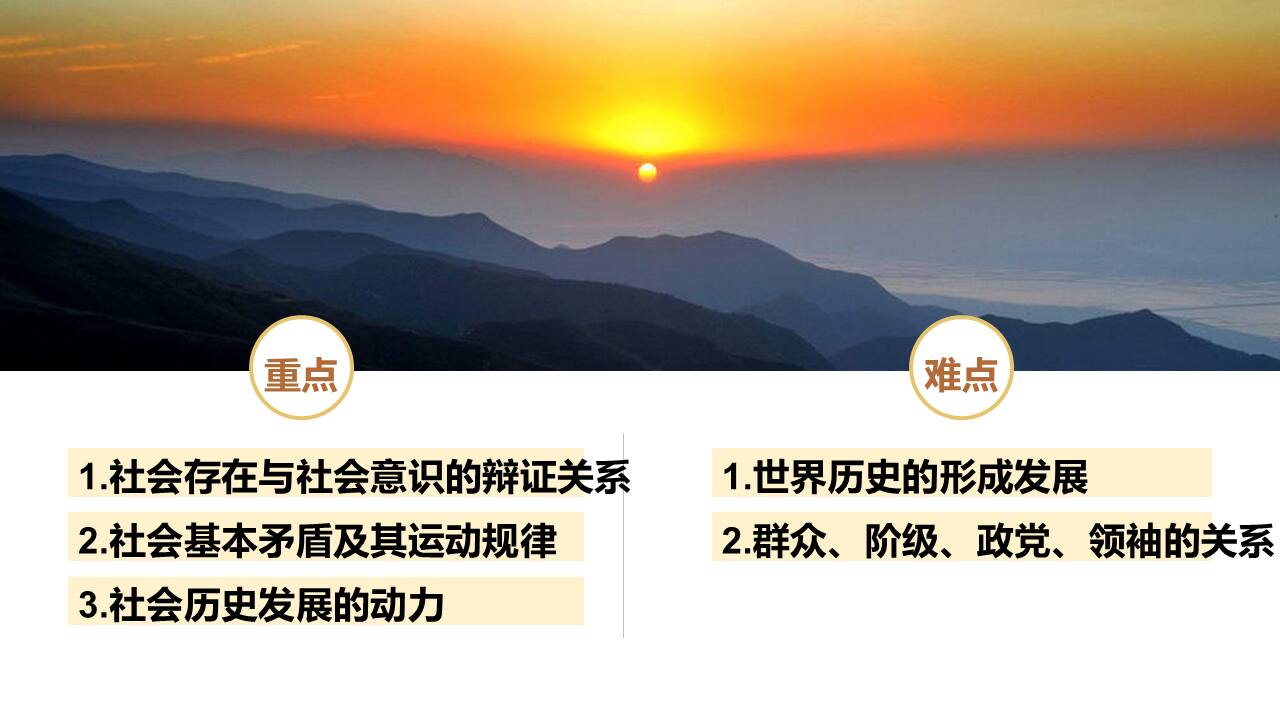 重点
1.社会存在与社会意识的辩证关系
2.社会基本矛盾及其运动规律
3.社会历史发展的动力
难点
1.世界历史的形成发展
2.群众、阶级、政党、领袖的关系